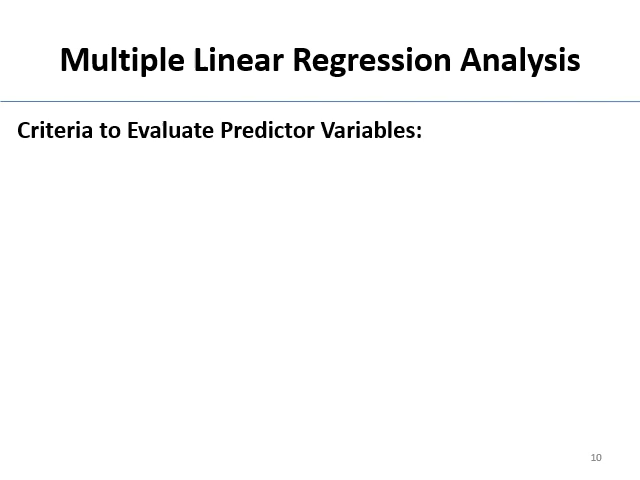 Multiple Linear Regression Analysis
Criteria to Evaluate Predictor Variables:
10